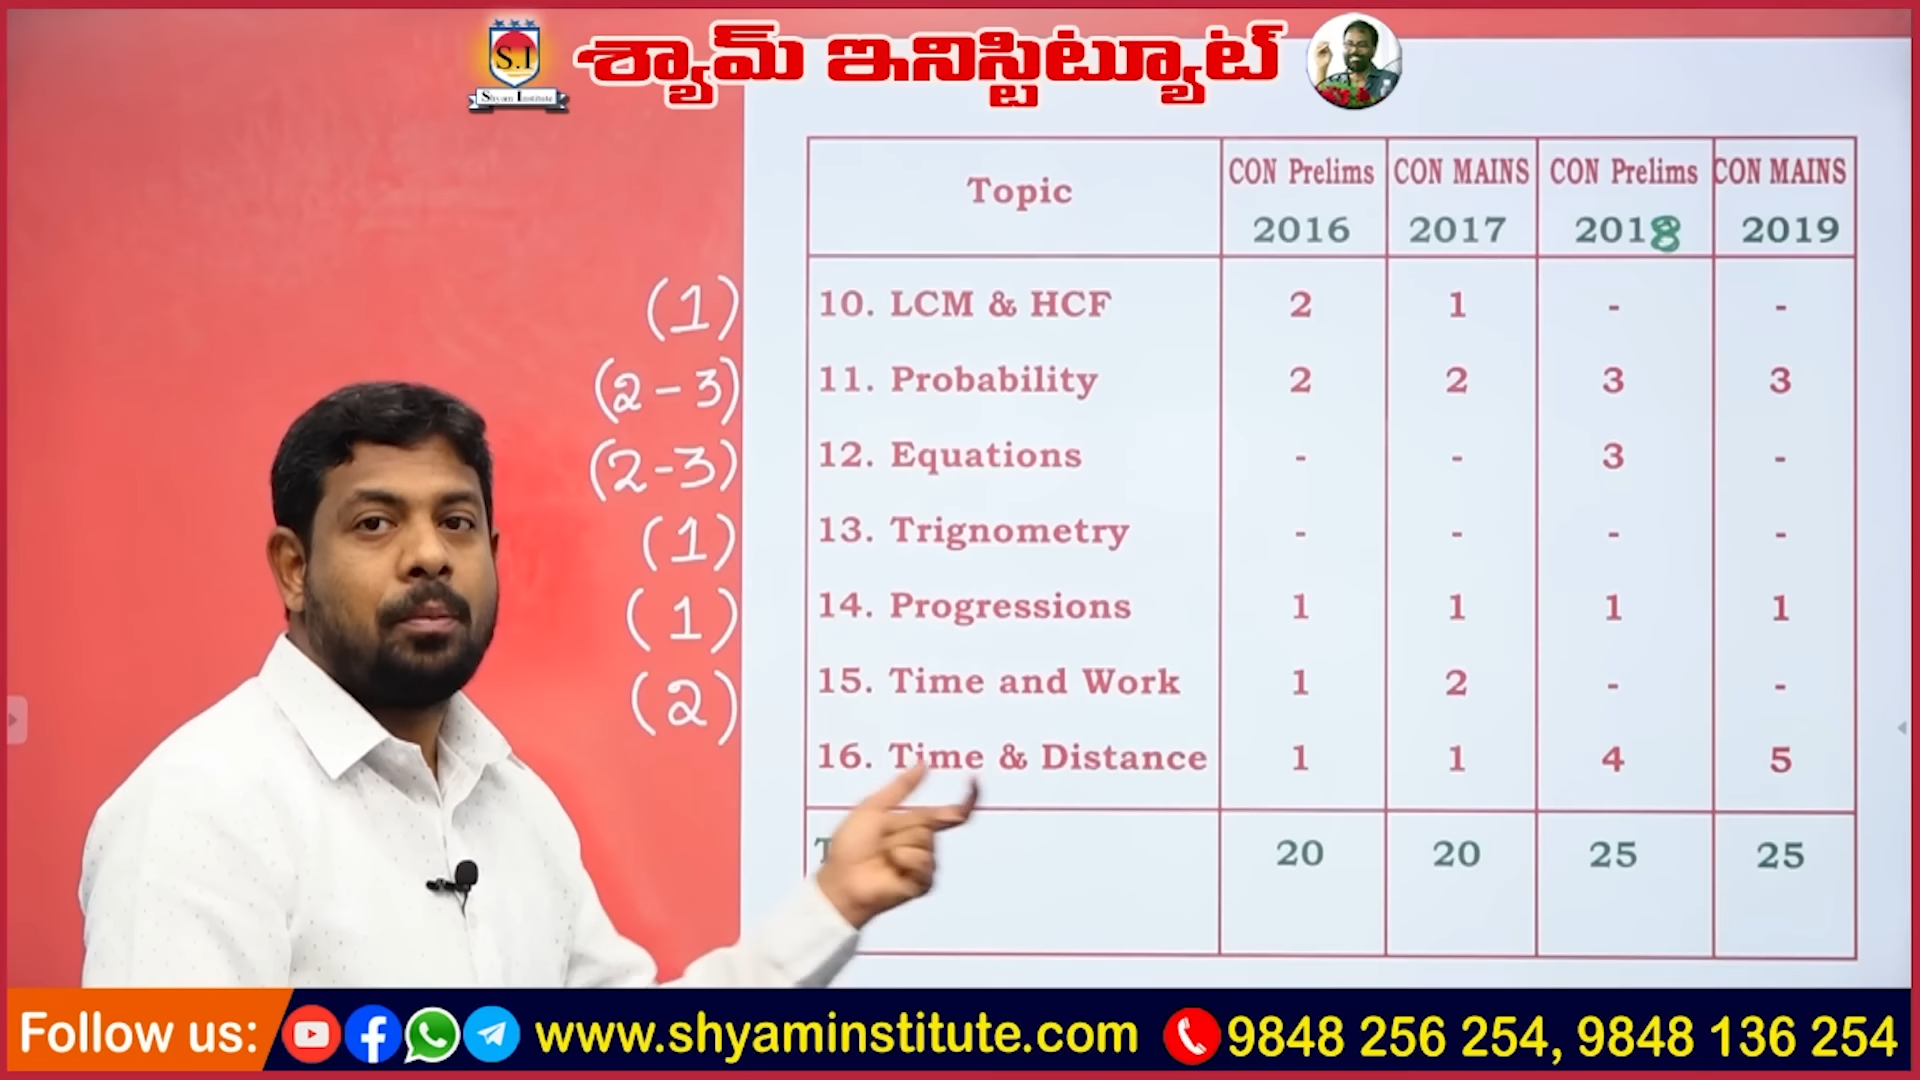 S.I
Shyam Institute
శ్యామ్ ఇనిస్టిట్యూట్
Topic CON Prelims 2016 CON MAINS 2017 CON Prelims 2018 CON MAINS 2019
(1) 10. LCM & HCF 2 1 - -
(2-3) 11. Probability 2 2 3 3
(2-3) 12. Equations - - 3 -
(1) 13. Trignometry - - - -
(1) 14. Progressions 1 1 1 1
(2) 15. Time and Work 1 2 - -
16. Time & Distance 1 1 4 5
20 20 25 25
Follow us: www.shyaminstitute.com 9848 256 254, 9848 136 254